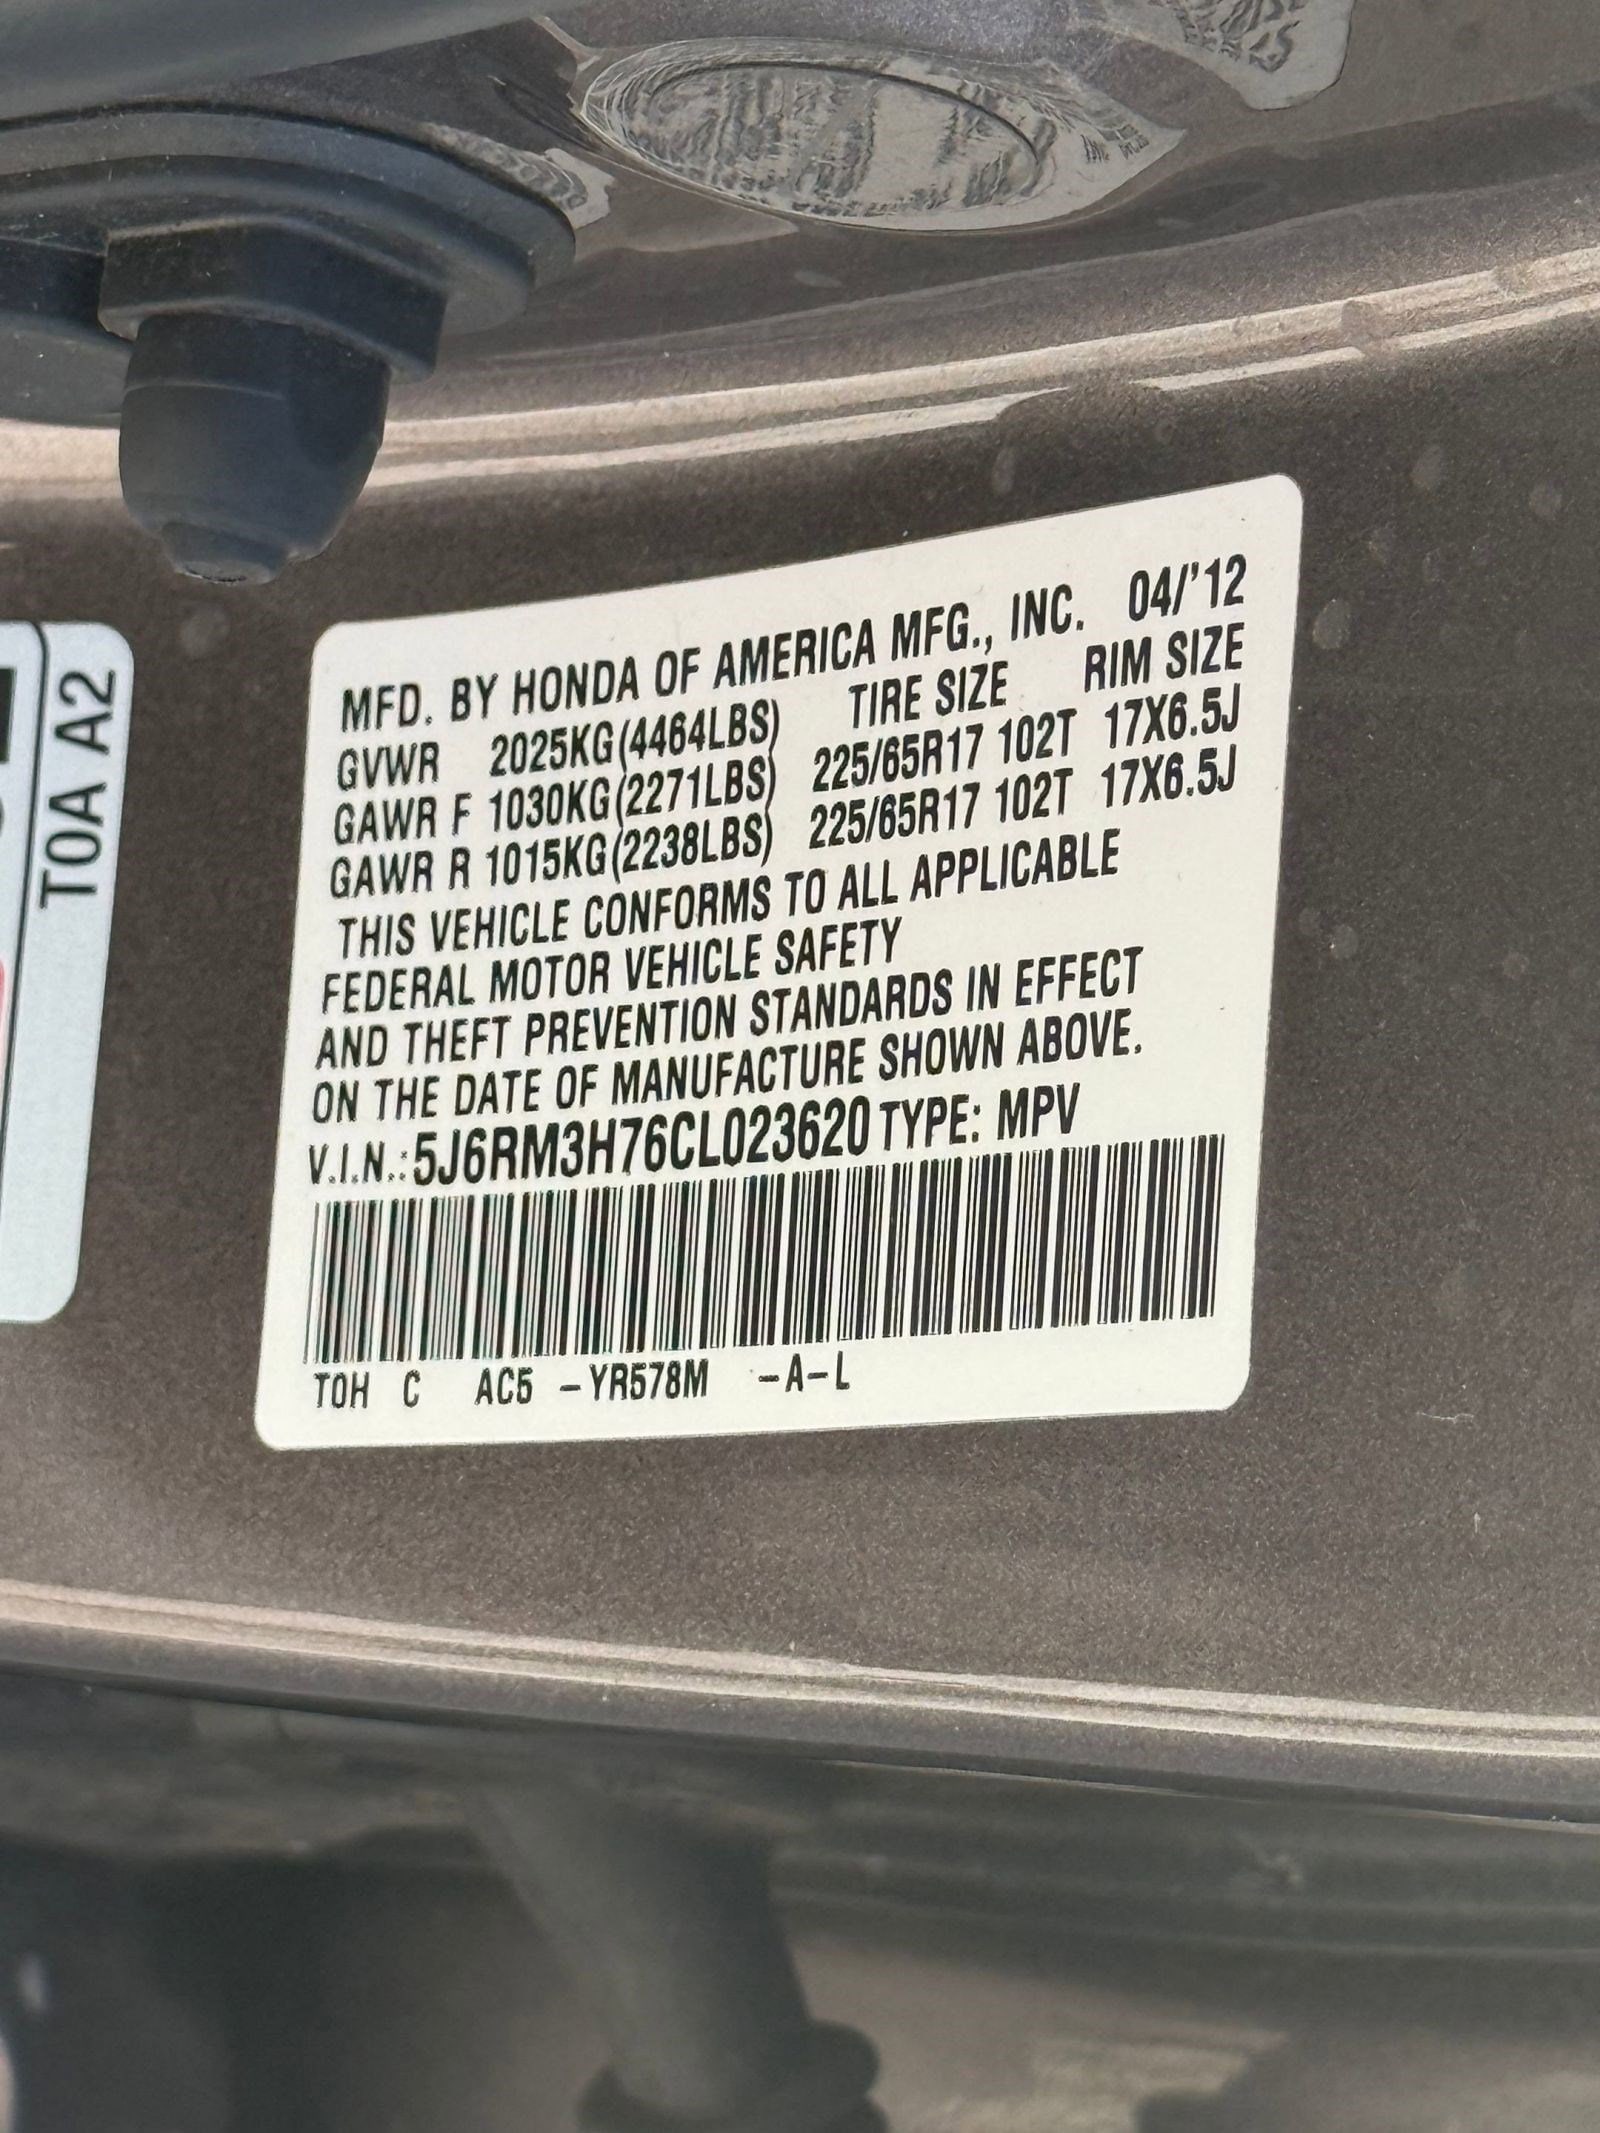 T0A A2
MFD. BY HONDA OF AMERICA MFG., INC. 04/'12
GVWR 2025KG(4464LBS) TIRE SIZE RIM SIZE
GAWR F 1030KG(2271LBS) 225/65R17 102T 17X6.5J
GAWR R 1015KG(2238LBS) 225/65R17 102T 17X6.5J
THIS VEHICLE CONFORMS TO ALL APPLICABLE
FEDERAL MOTOR VEHICLE SAFETY
AND THEFT PREVENTION STANDARDS IN EFFECT
ON THE DATE OF MANUFACTURE SHOWN ABOVE.
V.I.N.:5J6RM3H76CL023620 TYPE: MPV
T0H C AC5 -YR578M -A-L